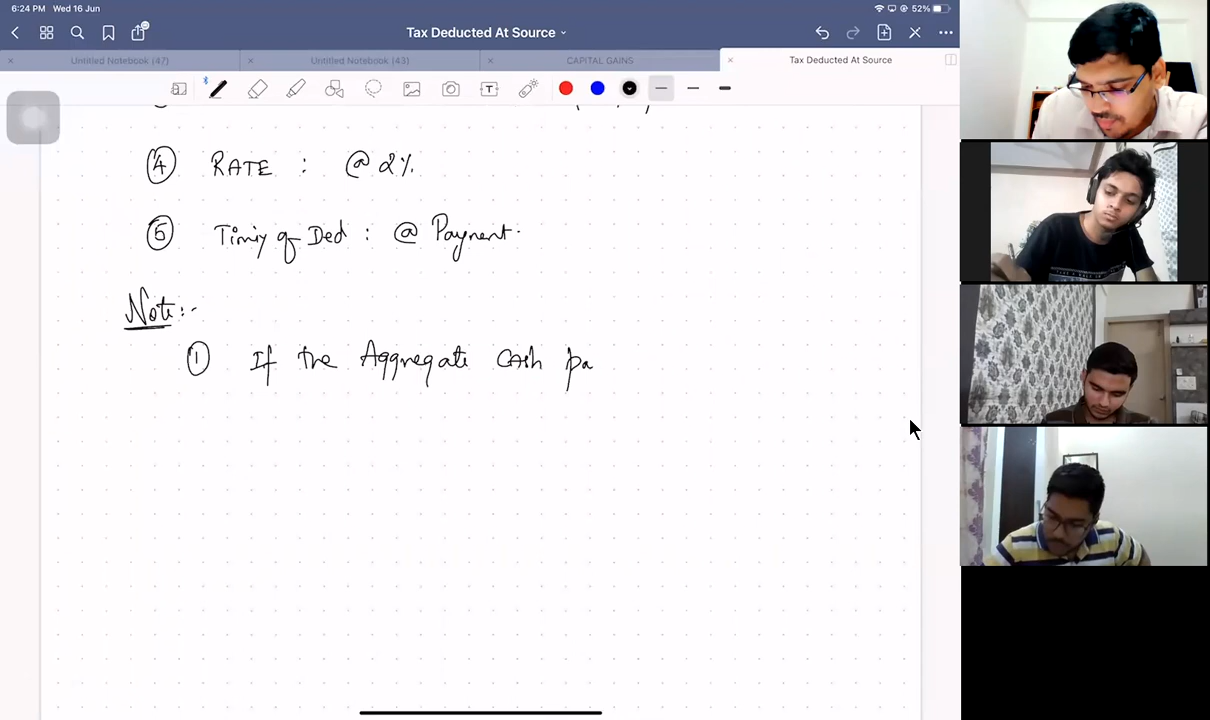 6:24 PM Wed 16 Jun
52%
Tax Deducted At Source
Untitled Notebook (47)
Untitled Notebook (43)
CAPITAL GAINS
Tax Deducted At Source
T
4 RATE : @ 2%
5 Timig of Ded : @ Payment.
Note:-
1 If the Aggregate Cash pa